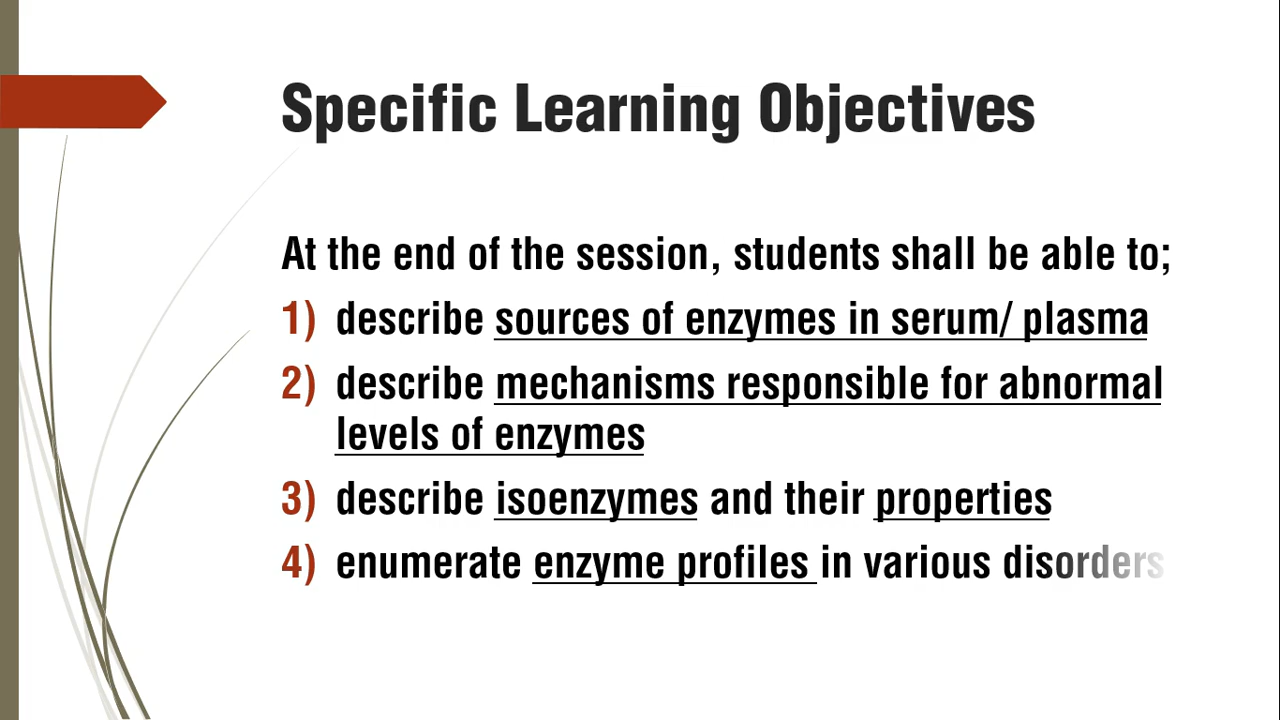 Specific Learning Objectives
At the end of the session, students shall be able to;
1) describe sources of enzymes in serum/ plasma
2) describe mechanisms responsible for abnormal
levels of enzymes
3) describe isoenzymes and their properties
4) enumerate enzyme profiles in various disorders